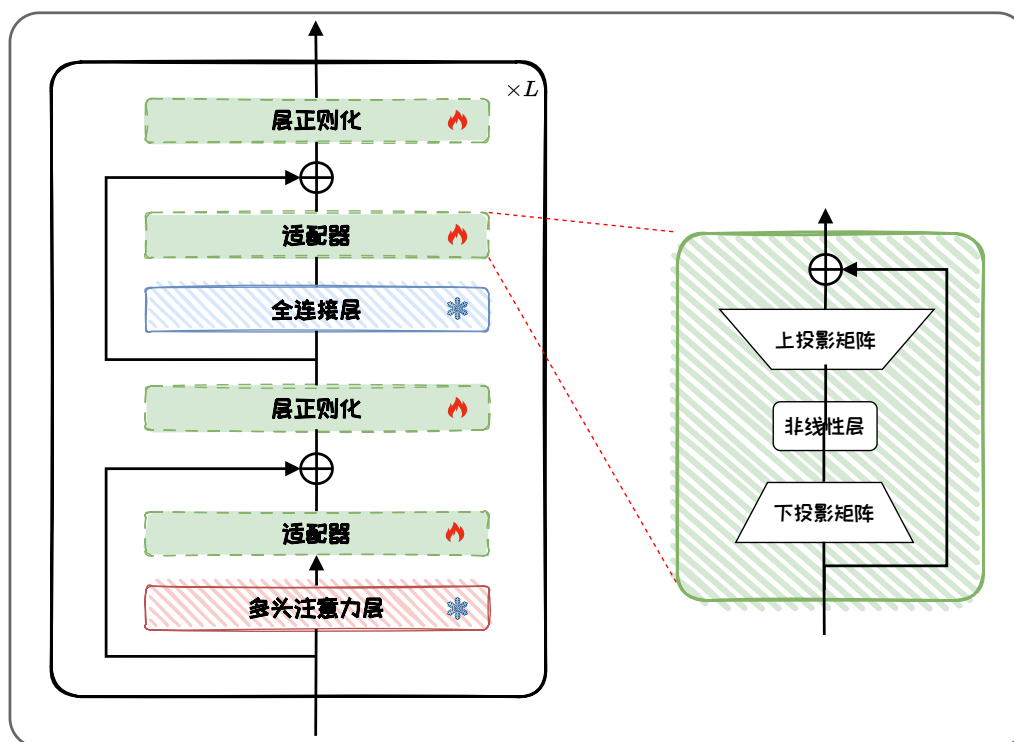 ×L
层正则化
适配器
全连接层
层正则化
适配器
多头注意力层
上投影矩阵
非线性层
下投影矩阵